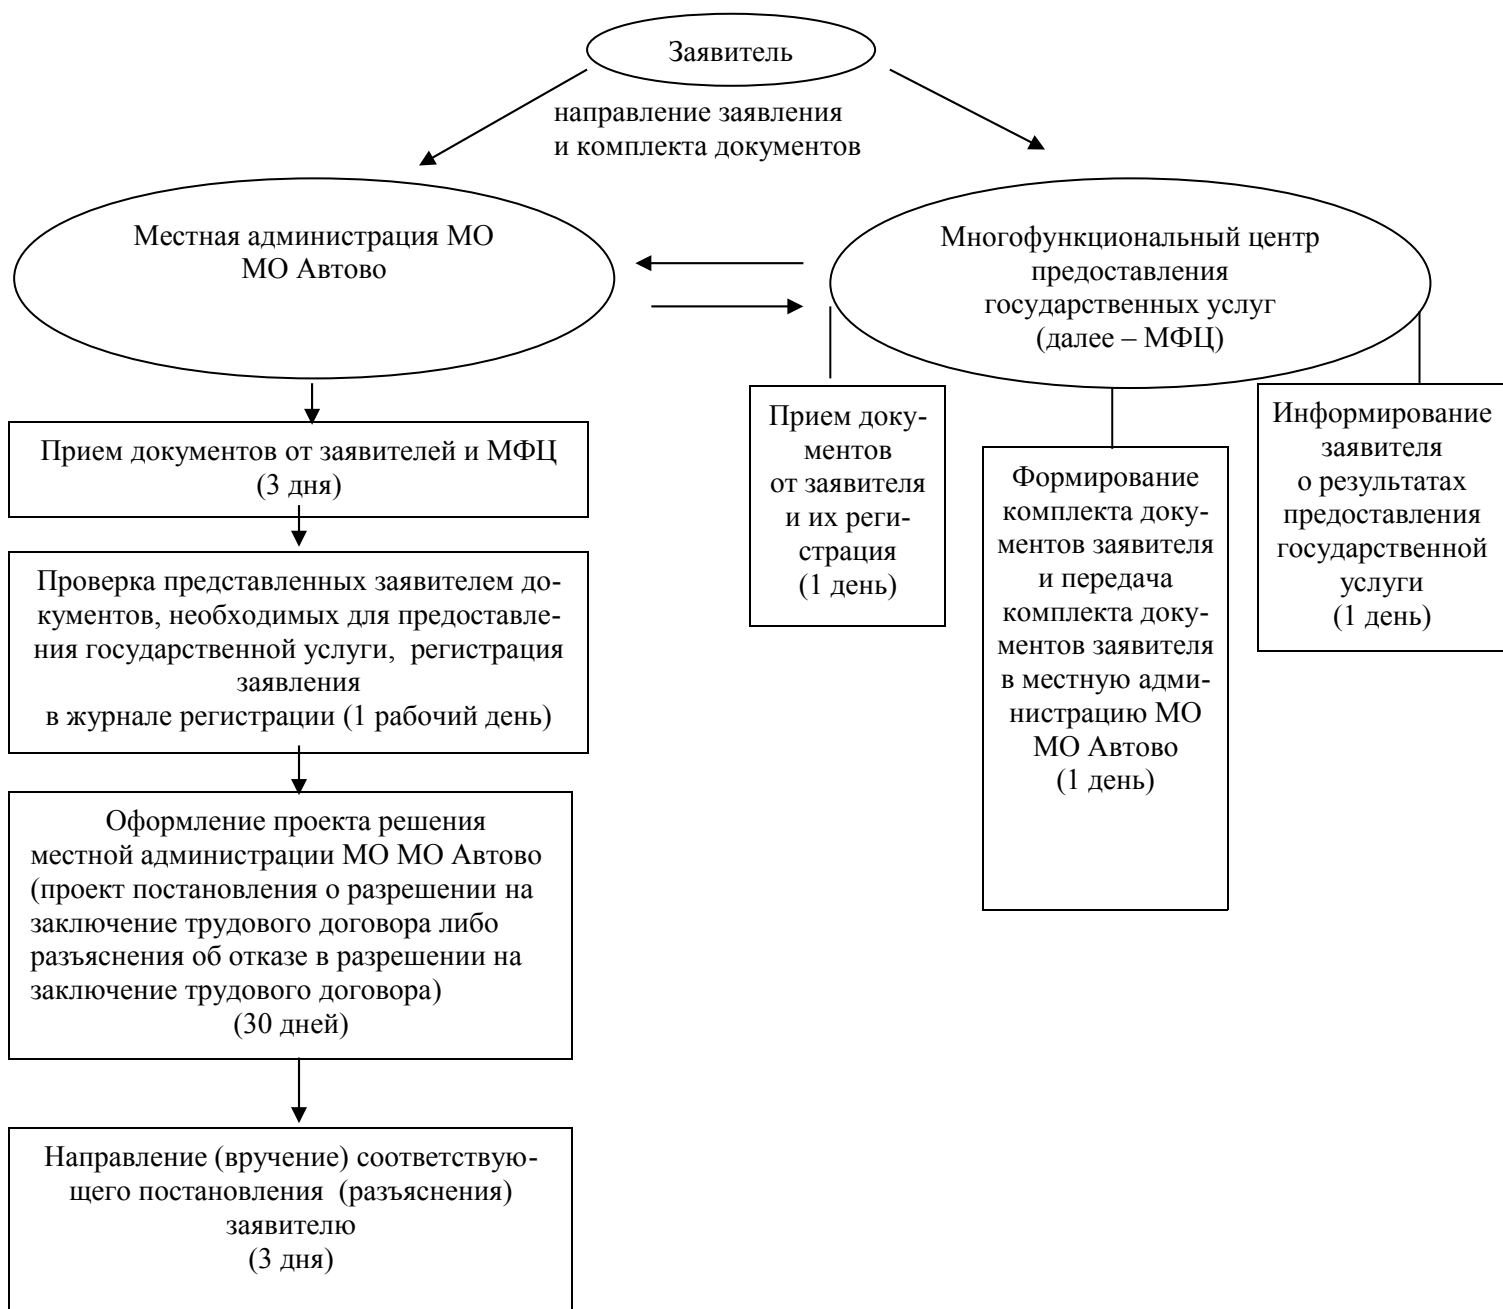 Заявитель
направление заявления
и комплекта документов
Местная администрация МО
МО Автово
Многофункциональный центр
предоставления
государственных услуг
(далее – МФЦ)
Прием документов от заявителей и МФЦ
(3 дня)
Проверка представленных заявителем до-
кументов, необходимых для предоставле-
ния государственной услуги, регистрация
заявления
в журнале регистрации (1 рабочий день)
Оформление проекта решения
местной администрации МО МО Автово
(проект постановления о разрешении на
заключение трудового договора либо
разъяснения об отказе в разрешении на
заключение трудового договора)
(30 дней)
Направление (вручение) соответствую-
щего постановления (разъяснения)
заявителю
(3 дня)
Прием доку-
ментов
от заявителя
и их реги-
страция
(1 день)
Формирование
комплекта доку-
ментов заявителя
и передача
комплекта доку-
ментов заявителя
в местную адми-
нистрацию МО
МО Автово
(1 день)
Информирование
заявителя
о результатах
предоставления
государственной
услуги
(1 день)